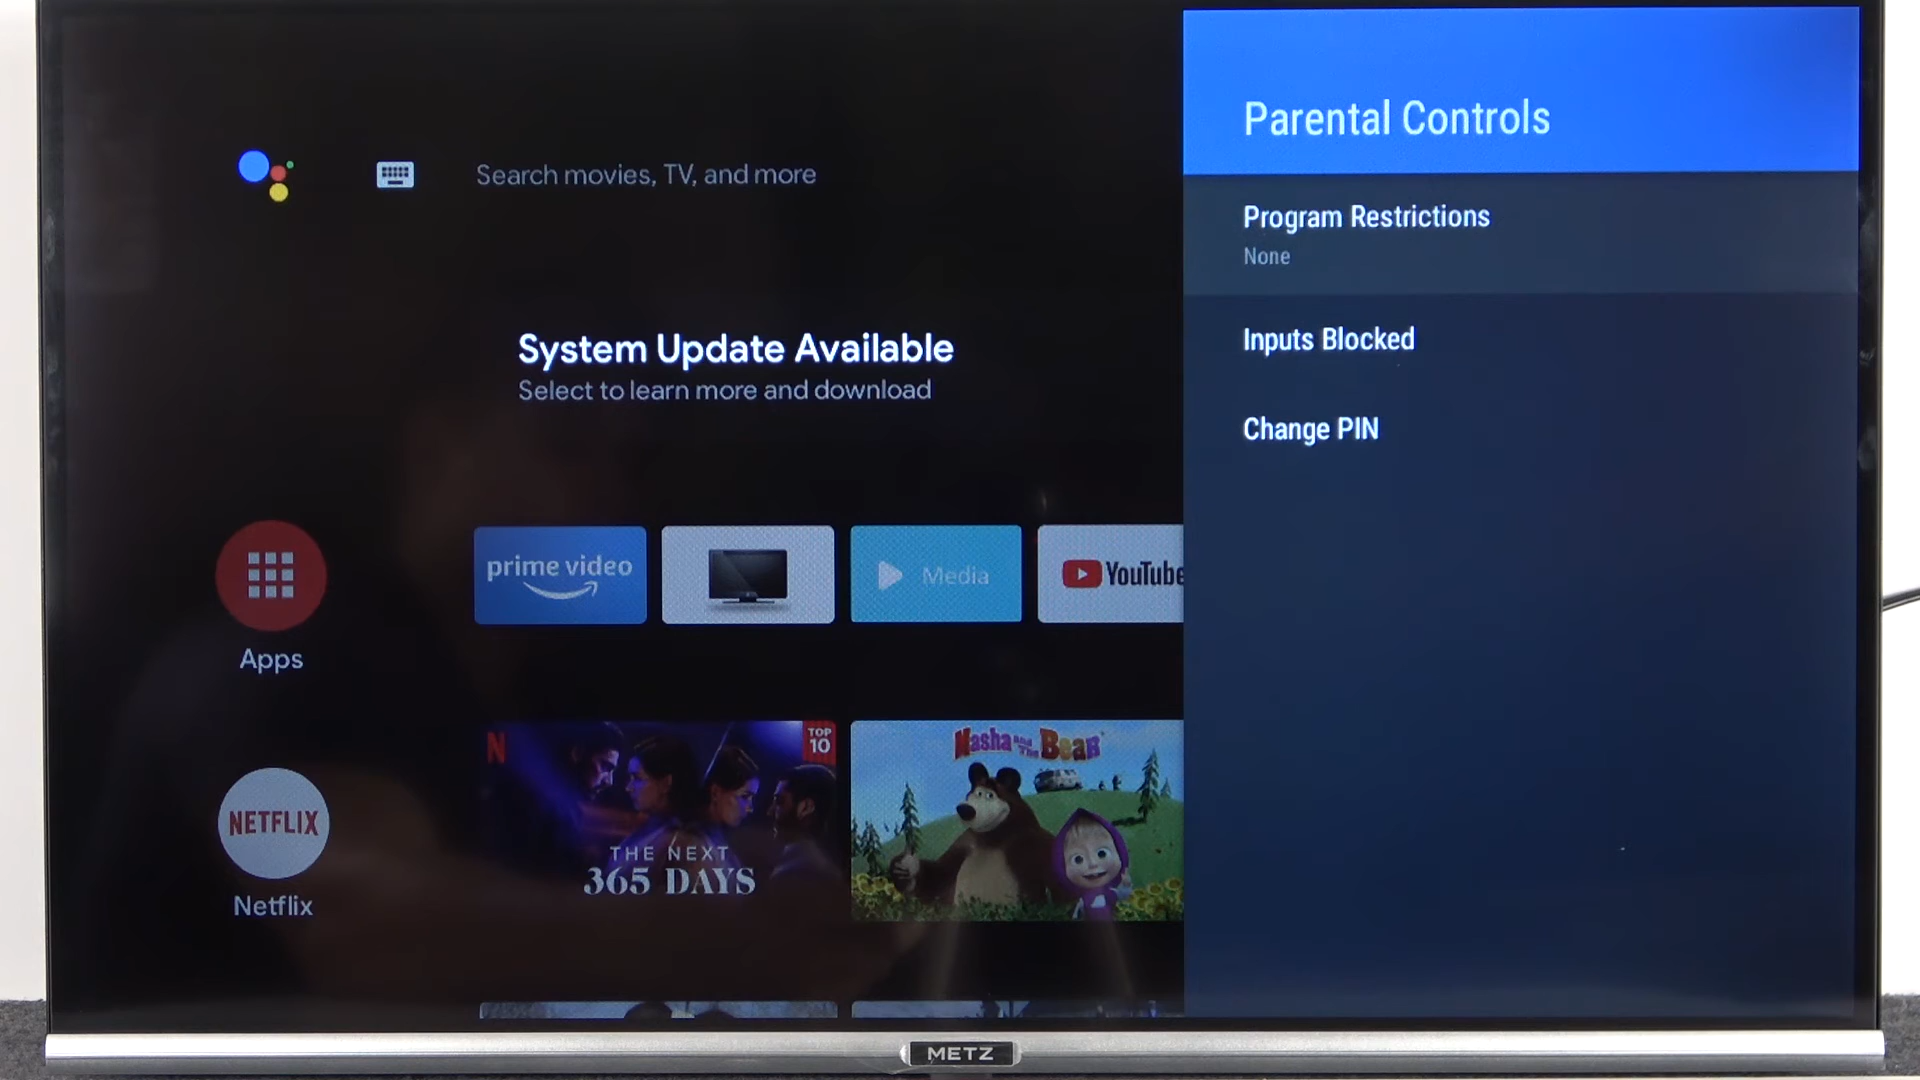 Search movies, TV, and more
System Update Available
Select to learn more and download
Apps
prime video
Media
YouTube
NETFLIX
Netflix
N
TOP
10
THE NEXT
365 DAYS
Masha and The Bear
Parental Controls
Program Restrictions
None
Inputs Blocked
Change PIN
METZ